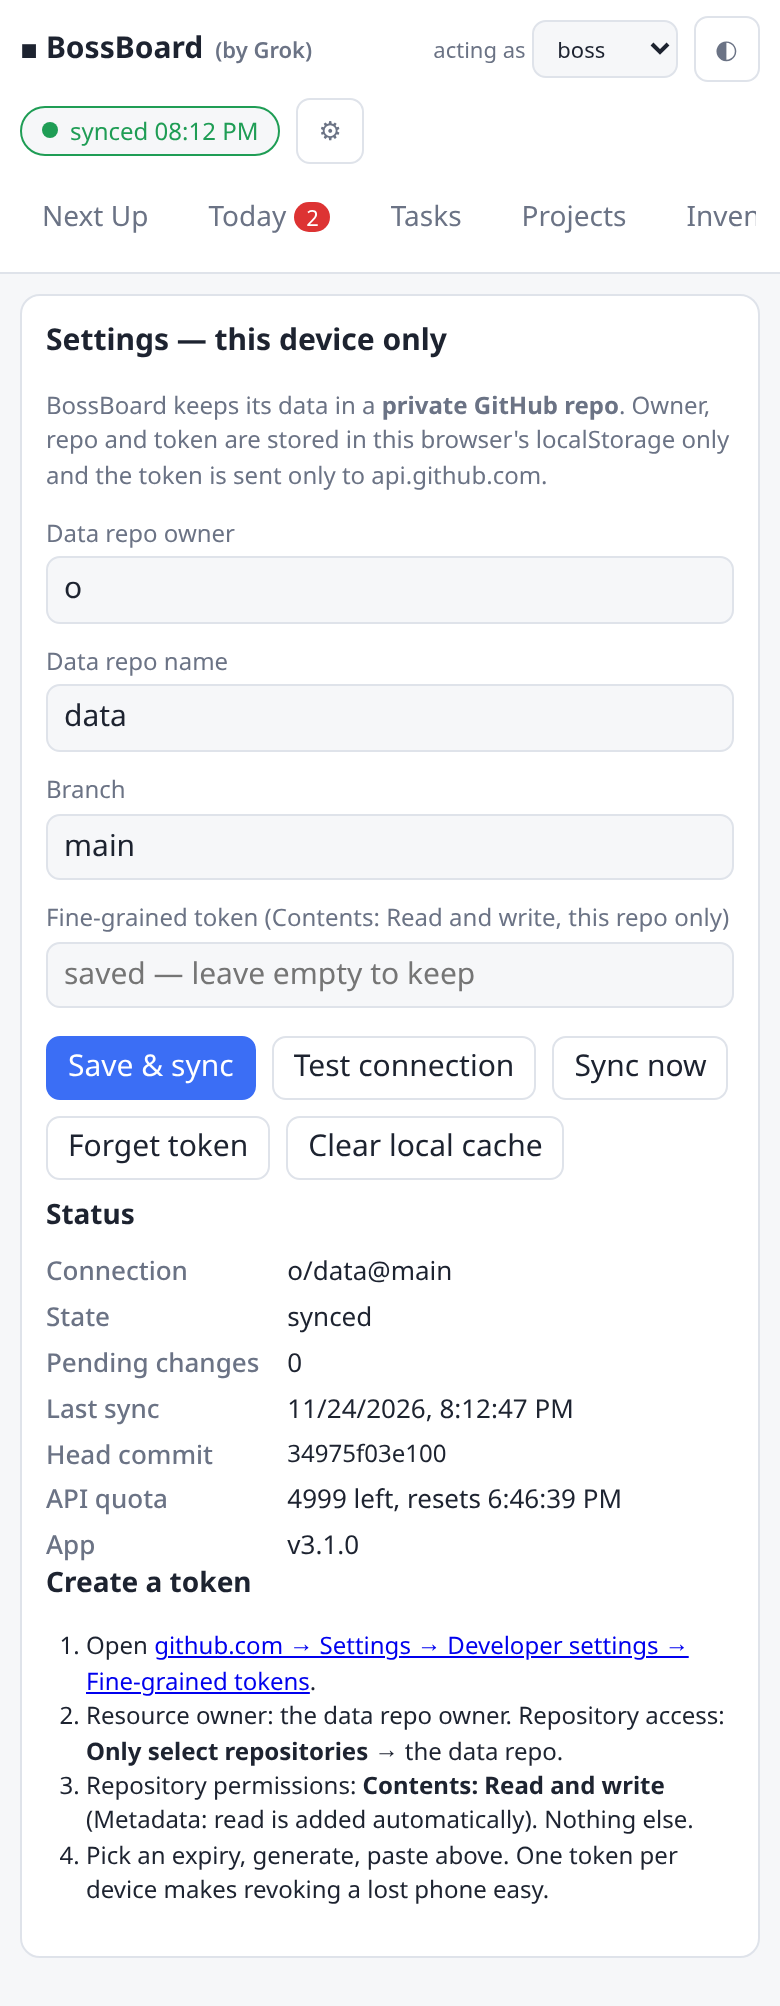 BossBoard (by Grok) acting as boss
synced 08:12 PM
Next Up Today 2 Tasks Projects Inven
Settings — this device only
BossBoard keeps its data in a private GitHub repo. Owner,
repo and token are stored in this browser's localStorage only
and the token is sent only to api.github.com.
Data repo owner
o
Data repo name
data
Branch
main
Fine-grained token (Contents: Read and write, this repo only)
saved — leave empty to keep
Save & sync Test connection Sync now
Forget token Clear local cache
Status
Connection o/data@main
State synced
Pending changes 0
Last sync 11/24/2026, 8:12:47 PM
Head commit 34975f03e100
API quota 4999 left, resets 6:46:39 PM
App v3.1.0
Create a token
1. Open github.com → Settings → Developer settings →
Fine-grained tokens.
2. Resource owner: the data repo owner. Repository access:
Only select repositories → the data repo.
3. Repository permissions: Contents: Read and write
(Metadata: read is added automatically). Nothing else.
4. Pick an expiry, generate, paste above. One token per
device makes revoking a lost phone easy.